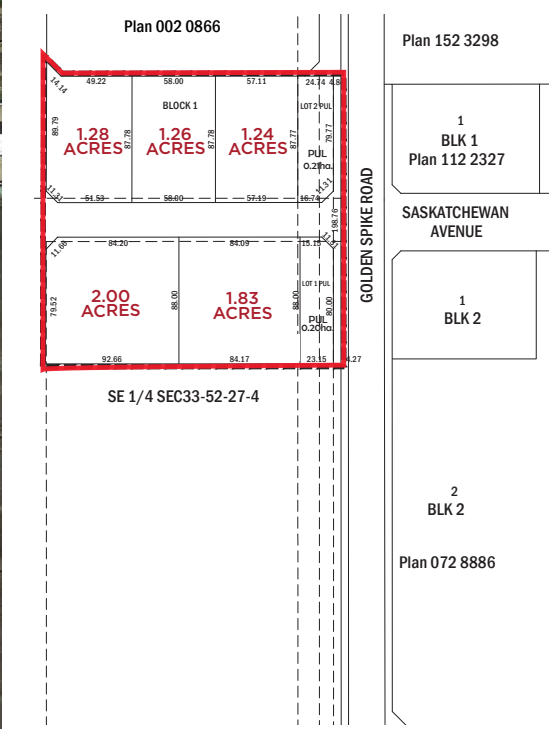 Plan 002 0866
Plan 152 3298
14.14
49.22
58.00
57.11
24.74
4.8
BLOCK 1
LOT 2 PUL
89.79
1.28
ACRES
87.78
1.26
ACRES
87.78
1.24
ACRES
87.77
79.77
PUL
0.21ha.
1
BLK 1
Plan 112 2327
11.31
51.53
58.00
57.19
16.74
11.31
198.76
GOLDEN SPIKE ROAD
SASKATCHEWAN
AVENUE
11.66
84.20
84.09
15.15
79.52
2.00
ACRES
88.00
1.83
ACRES
88.00
LOT 1 PUL
80.00
PUL
0.20ha.
1
BLK 2
92.66
84.17
23.15
4.27
SE 1/4 SEC33-52-27-4
2
BLK 2
Plan 072 8886